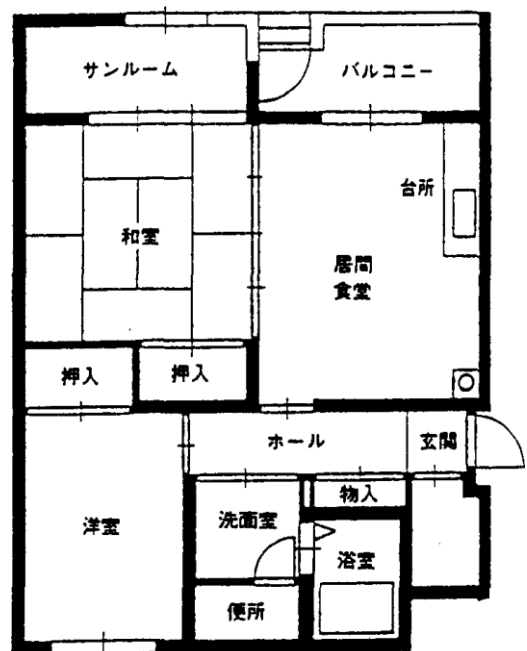 サンルーム
バルコニー
台所
和室
居間
食堂
押入
押入
ホール
玄関
物入
洗面室
洋室
浴室
便所